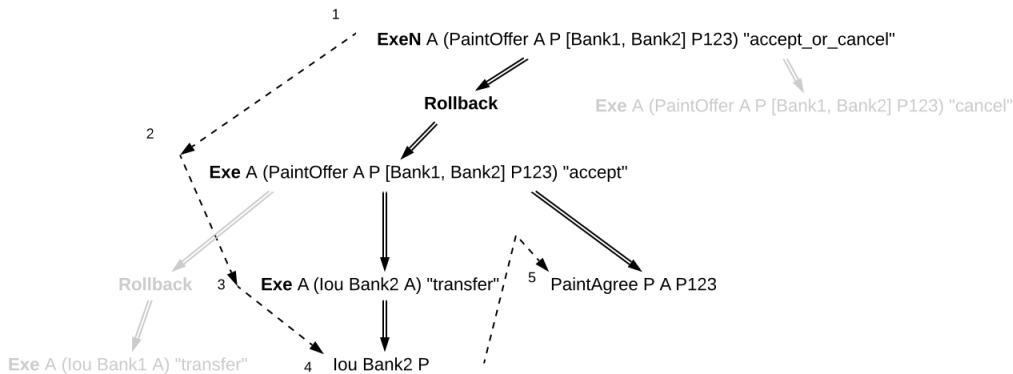 1
ExeN A (PaintOffer A P [Bank1, Bank2] P123) "accept_or_cancel"
Rollback
Exe A (PaintOffer A P [Bank1, Bank2] P123) "cancel"
2
Exe A (PaintOffer A P [Bank1, Bank2] P123) "accept"
Rollback
3
Exe A (Iou Bank2 A) "transfer"
5
PaintAgree P A P123
Exe A (Iou Bank1 A) "transfer"
4
Iou Bank2 P